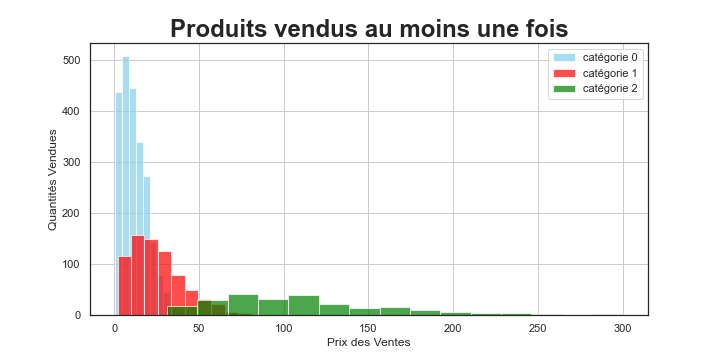 Produits vendus au moins une fois
catégorie 0
catégorie 1
catégorie 2
Quantités Vendues
500
400
300
200
100
0
0 50 100 150 200 250 300
Prix des Ventes